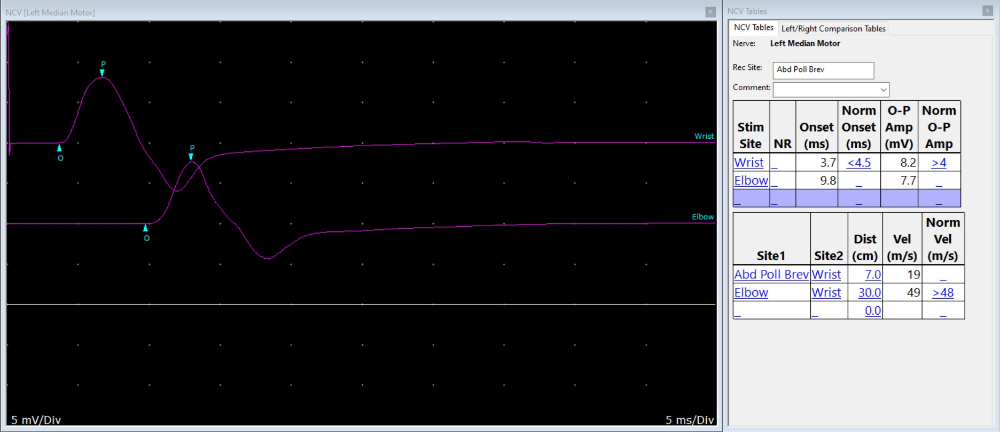 NCV [Left Median Motor]
x
P
O
Wrist
P
O
Elbow
5 mV/Div
5 ms/Div
NCV Tables
x
NCV Tables
Left/Right Comparison Tables
Nerve: Left Median Motor
Rec Site: Abd Poll Brev
Comment:
Stim Site NR Onset (ms) Norm Onset (ms) O-P Amp (mV) Norm O-P Amp
Wrist _ 3.7 <4.5 8.2 >4
Elbow _ 9.8 _ 7.7 _
_ _ _ _
Site1 Site2 Dist (cm) Vel (m/s) Norm Vel (m/s)
Abd Poll Brev Wrist 7.0 19 _
Elbow Wrist 30.0 49 >48
_ _ 0.0 _